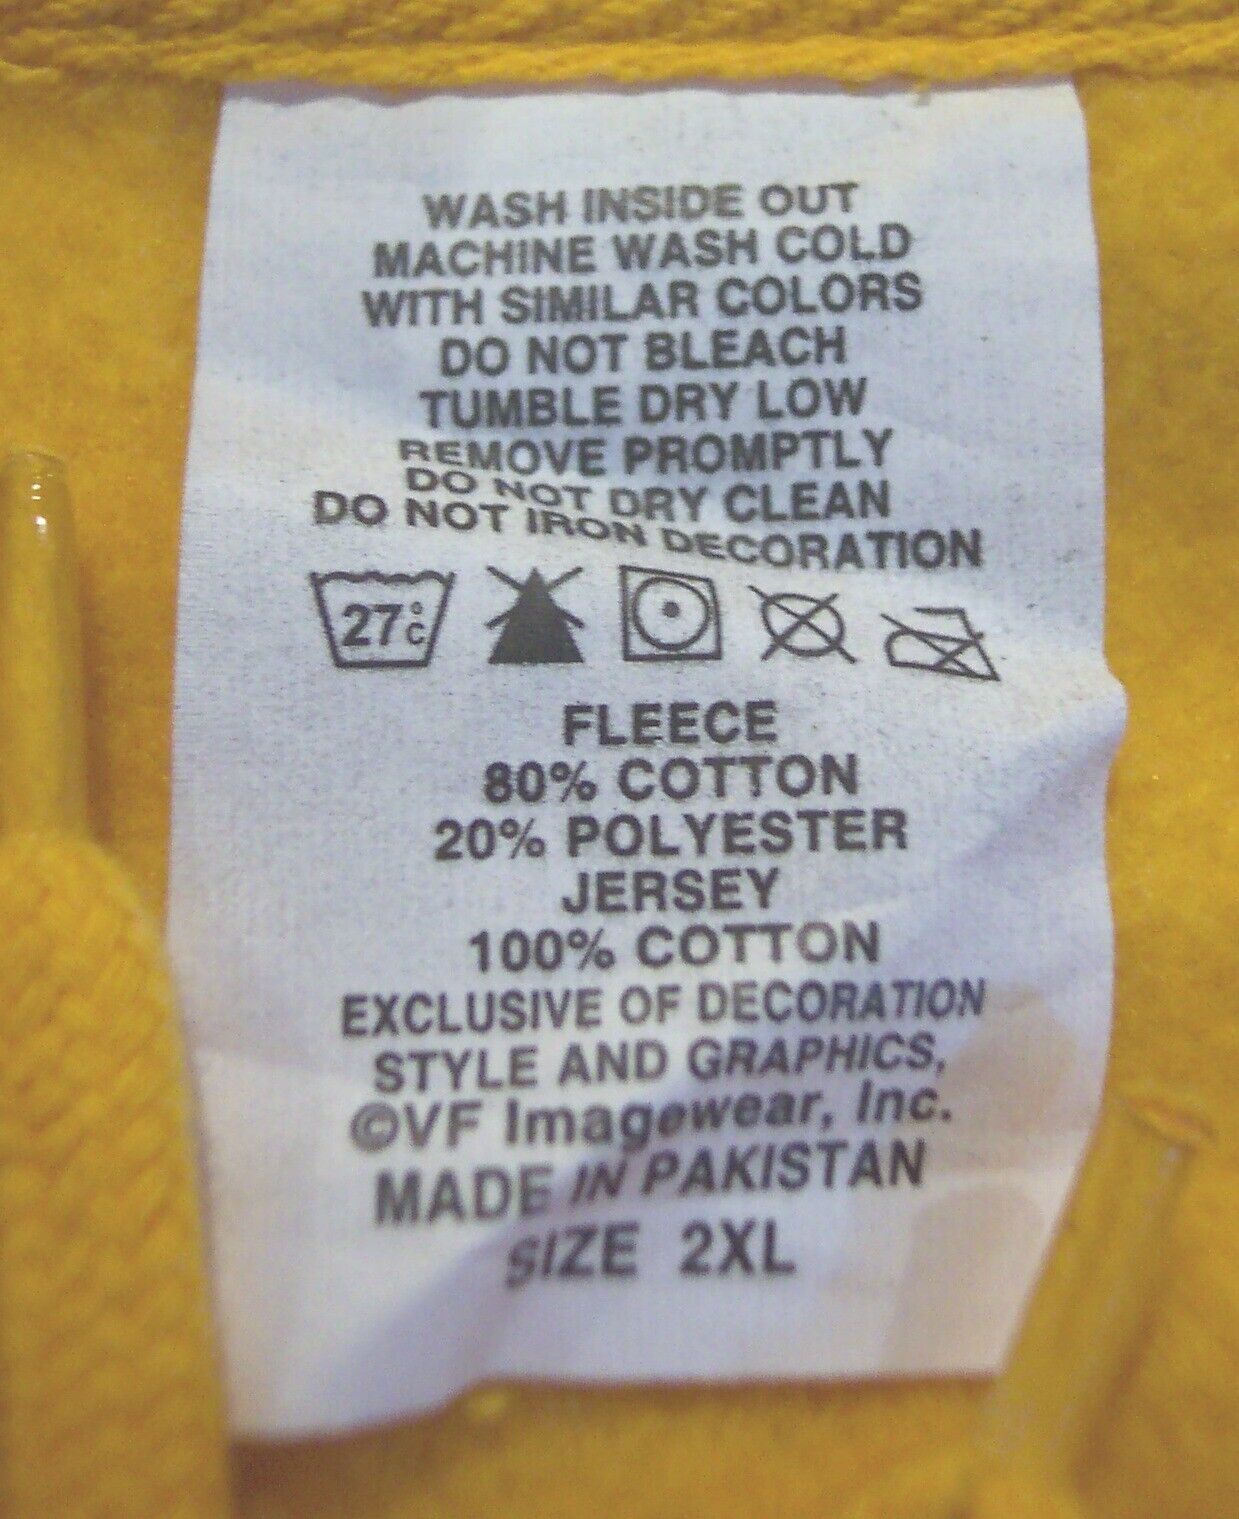 WASH INSIDE OUT
MACHINE WASH COLD
WITH SIMILAR COLORS
DO NOT BLEACH
TUMBLE DRY LOW
REMOVE PROMPTLY
DO NOT DRY CLEAN
DO NOT IRON DECORATION
27°C
FLEECE
80% COTTON
20% POLYESTER
JERSEY
100% COTTON
EXCLUSIVE OF DECORATION
STYLE AND GRAPHICS,
©VF Imagewear, Inc.
MADE IN PAKISTAN
SIZE 2XL